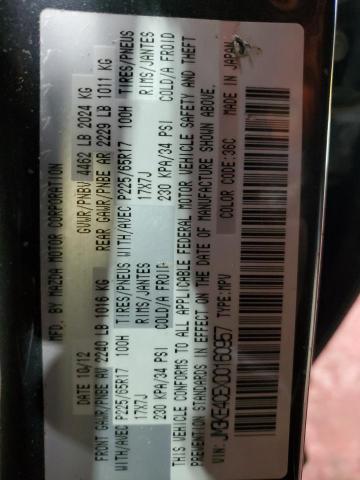 MFD. BY MAZDA MOTOR CORPORATION
DATE 10/12 GVWR/PNBV 4462 LB 2024 KG
FRONT GAWR/PNBE AV 2240 LB 1016 KG REAR GAWR/PNBE AR 2229 LB 1011 KG
WITH/AVEC P225/65R17 100H TIRES/PNEUS WITH/AVEC P225/65R17 100H TIRES/PNEUS
17X7J RIMS/JANTES 17X7J RIMS/JANTES
230 KPA/34 PSI COLD/A FROID 230 KPA/34 PSI COLD/A FROID
THIS VEHICLE CONFORMS TO ALL APPLICABLE FEDERAL MOTOR VEHICLE SAFETY AND THEFT
PREVENTION STANDARDS IN EFFECT ON THE DATE OF MANUFACTURE SHOWN ABOVE.
VIN: TYPE:MPV COLOR CODE:36C MADE IN JAPAN